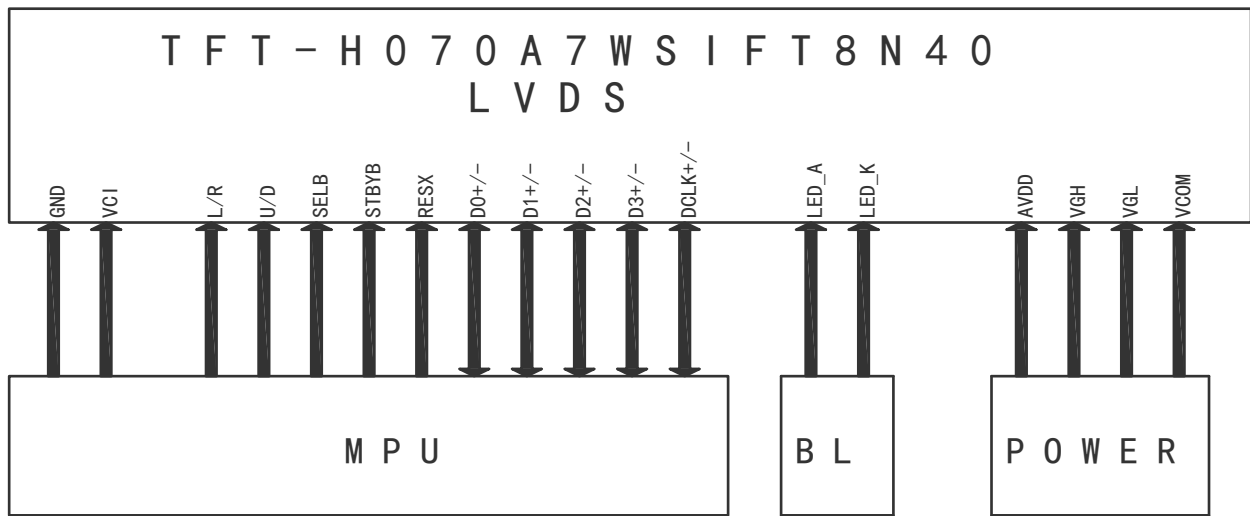 TFT-H070A7WSIFT8N40
LVDS
GND
VCI
L/R
U/D
SELB
STBYB
RESX
D0+/-
D1+/-
D2+/-
D3+/-
DCLK+/-
LED_A
LED_K
AVDD
VGH
VGL
VCOM
MPU
BL
POWER